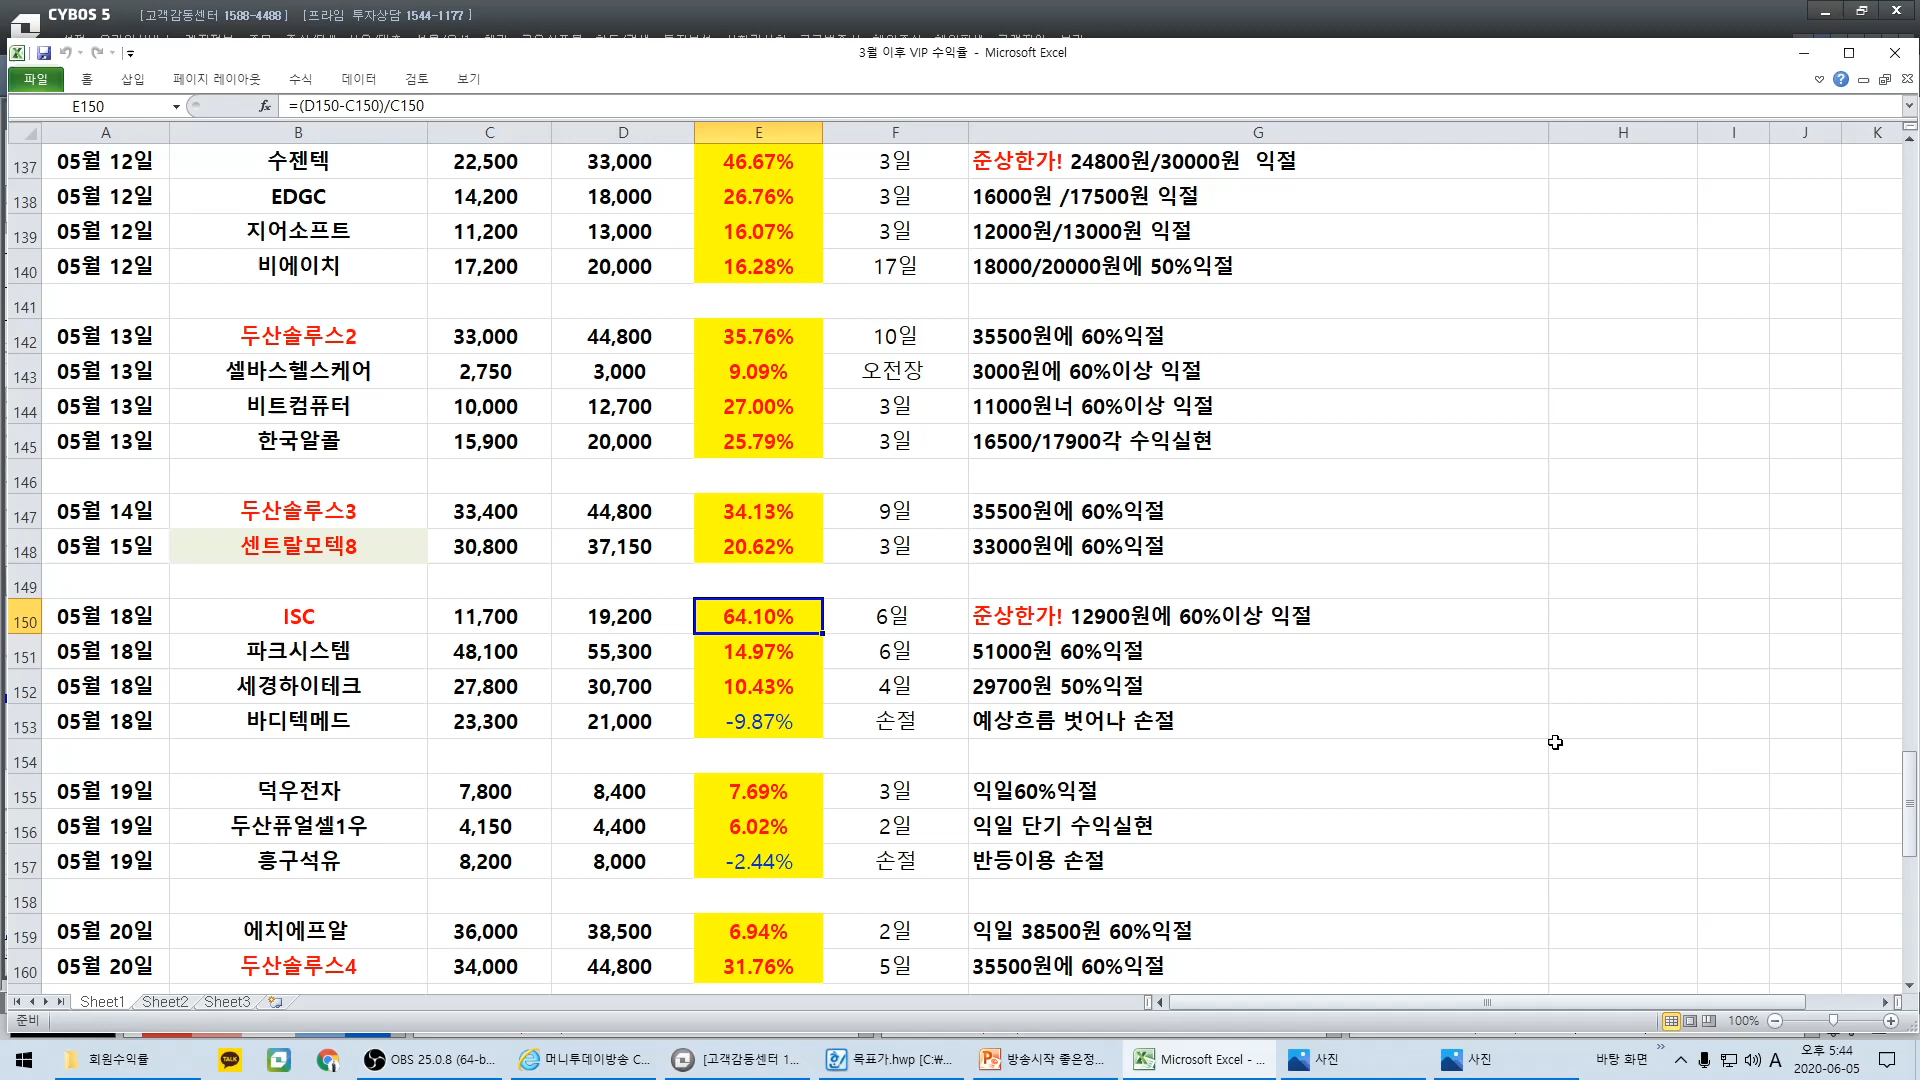 CYBOS 5 [고객감동센터 1588-4488] [프라임 투자상담 1544-1177]
3월 이후 VIP 수익율 - Microsoft Excel
파일 홈 삽입 페이지 레이아웃 수식 데이터 검토 보기
E150 fx =(D150-C150)/C150
A B C D E F G H I J K
137 05월 12일 수젠텍 22,500 33,000 46.67% 3일 준상한가! 24800원/30000원 익절
138 05월 12일 EDGC 14,200 18,000 26.76% 3일 16000원 /17500원 익절
139 05월 12일 지어소프트 11,200 13,000 16.07% 3일 12000원/13000원 익절
140 05월 12일 비에이치 17,200 20,000 16.28% 17일 18000/20000원에 50%익절
141
142 05월 13일 두산솔루스2 33,000 44,800 35.76% 10일 35500원에 60%익절
143 05월 13일 셀바스헬스케어 2,750 3,000 9.09% 오전장 3000원에 60%이상 익절
144 05월 13일 비트컴퓨터 10,000 12,700 27.00% 3일 11000원너 60%이상 익절
145 05월 13일 한국알콜 15,900 20,000 25.79% 3일 16500/17900각 수익실현
146
147 05월 14일 두산솔루스3 33,400 44,800 34.13% 9일 35500원에 60%익절
148 05월 15일 센트랄모텍8 30,800 37,150 20.62% 3일 33000원에 60%익절
149
150 05월 18일 ISC 11,700 19,200 64.10% 6일 준상한가! 12900원에 60%이상 익절
151 05월 18일 파크시스템 48,100 55,300 14.97% 6일 51000원 60%익절
152 05월 18일 세경하이테크 27,800 30,700 10.43% 4일 29700원 50%익절
153 05월 18일 바디텍메드 23,300 21,000 -9.87% 손절 예상흐름 벗어나 손절
154
155 05월 19일 덕우전자 7,800 8,400 7.69% 3일 익일60%익절
156 05월 19일 두산퓨얼셀1우 4,150 4,400 6.02% 2일 익일 단기 수익실현
157 05월 19일 흥구석유 8,200 8,000 -2.44% 손절 반등이용 손절
158
159 05월 20일 에치에프알 36,000 38,500 6.94% 2일 익일 38500원 60%익절
160 05월 20일 두산솔루스4 34,000 44,800 31.76% 5일 35500원에 60%익절
Sheet1 Sheet2 Sheet3
준비 100%
회원수익률 TALK OBS 25.0.8 (64-b... 머니투데이방송 C... [고객감동센터 1... 목표가.hwp [C:₩... 방송시작 좋은정... Microsoft Excel - ... 사진 사진 바탕 화면 A 오후 5:44
2020-06-05